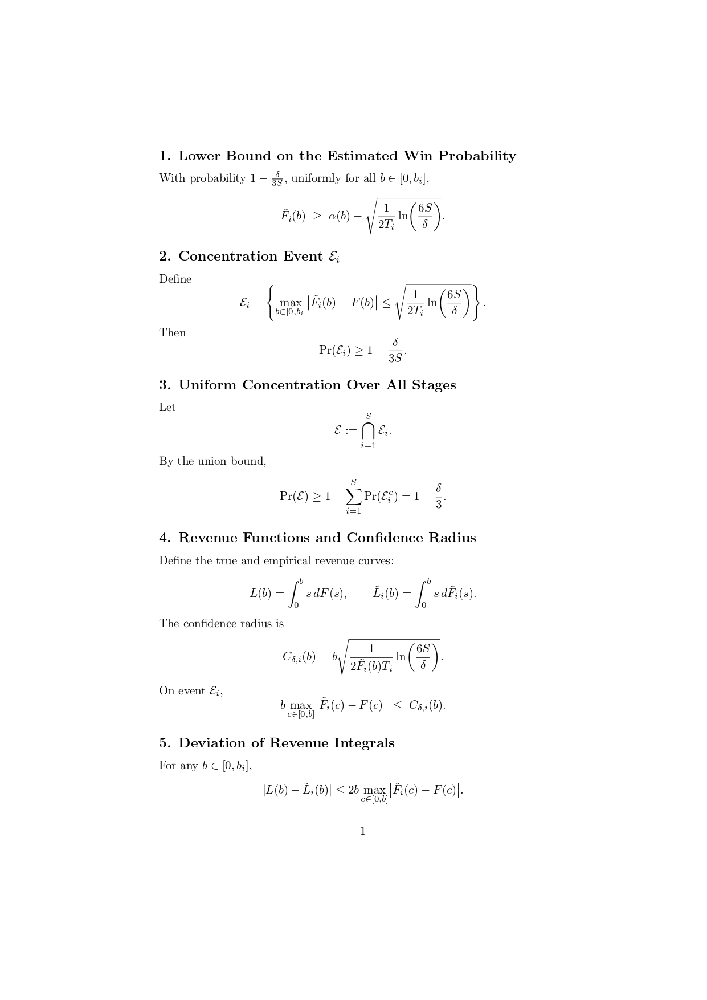 1. Lower Bound on the Estimated Win Probability
With probability $1 - \frac{\delta}{3S}$, uniformly for all $b \in [0, b_i]$,
$$\tilde{F}_i(b) \ \geq \ \alpha(b) - \sqrt{\frac{1}{2T_i} \ln\left(\frac{6S}{\delta}\right)}.$$
2. Concentration Event $\mathcal{E}_i$
Define
$$\mathcal{E}_i = \left\{ \max_{b \in [0, b_i]} \left| \tilde{F}_i(b) - F(b) \right| \leq \sqrt{\frac{1}{2T_i} \ln\left(\frac{6S}{\delta}\right)} \right\}.$$
Then
$$\Pr(\mathcal{E}_i) \geq 1 - \frac{\delta}{3S}.$$
3. Uniform Concentration Over All Stages
Let
$$\mathcal{E} := \bigcap_{i=1}^{S} \mathcal{E}_i.$$
By the union bound,
$$\Pr(\mathcal{E}) \geq 1 - \sum_{i=1}^{S} \Pr(\mathcal{E}_i^c) = 1 - \frac{\delta}{3}.$$
4. Revenue Functions and Confidence Radius
Define the true and empirical revenue curves:
$$L(b) = \int_0^b s \, dF(s), \qquad \tilde{L}_i(b) = \int_0^b s \, d\tilde{F}_i(s).$$
The confidence radius is
$$C_{\delta,i}(b) = b \sqrt{\frac{1}{2\tilde{F}_i(b) T_i} \ln\left(\frac{6S}{\delta}\right)}.$$
On event $\mathcal{E}_i$,
$$b \max_{c \in [0, b]} \left| \tilde{F}_i(c) - F(c) \right| \ \leq \ C_{\delta,i}(b).$$
5. Deviation of Revenue Integrals
For any $b \in [0, b_i]$,
$$|L(b) - \tilde{L}_i(b)| \leq 2b \max_{c \in [0, b]} \left| \tilde{F}_i(c) - F(c) \right|.$$
1